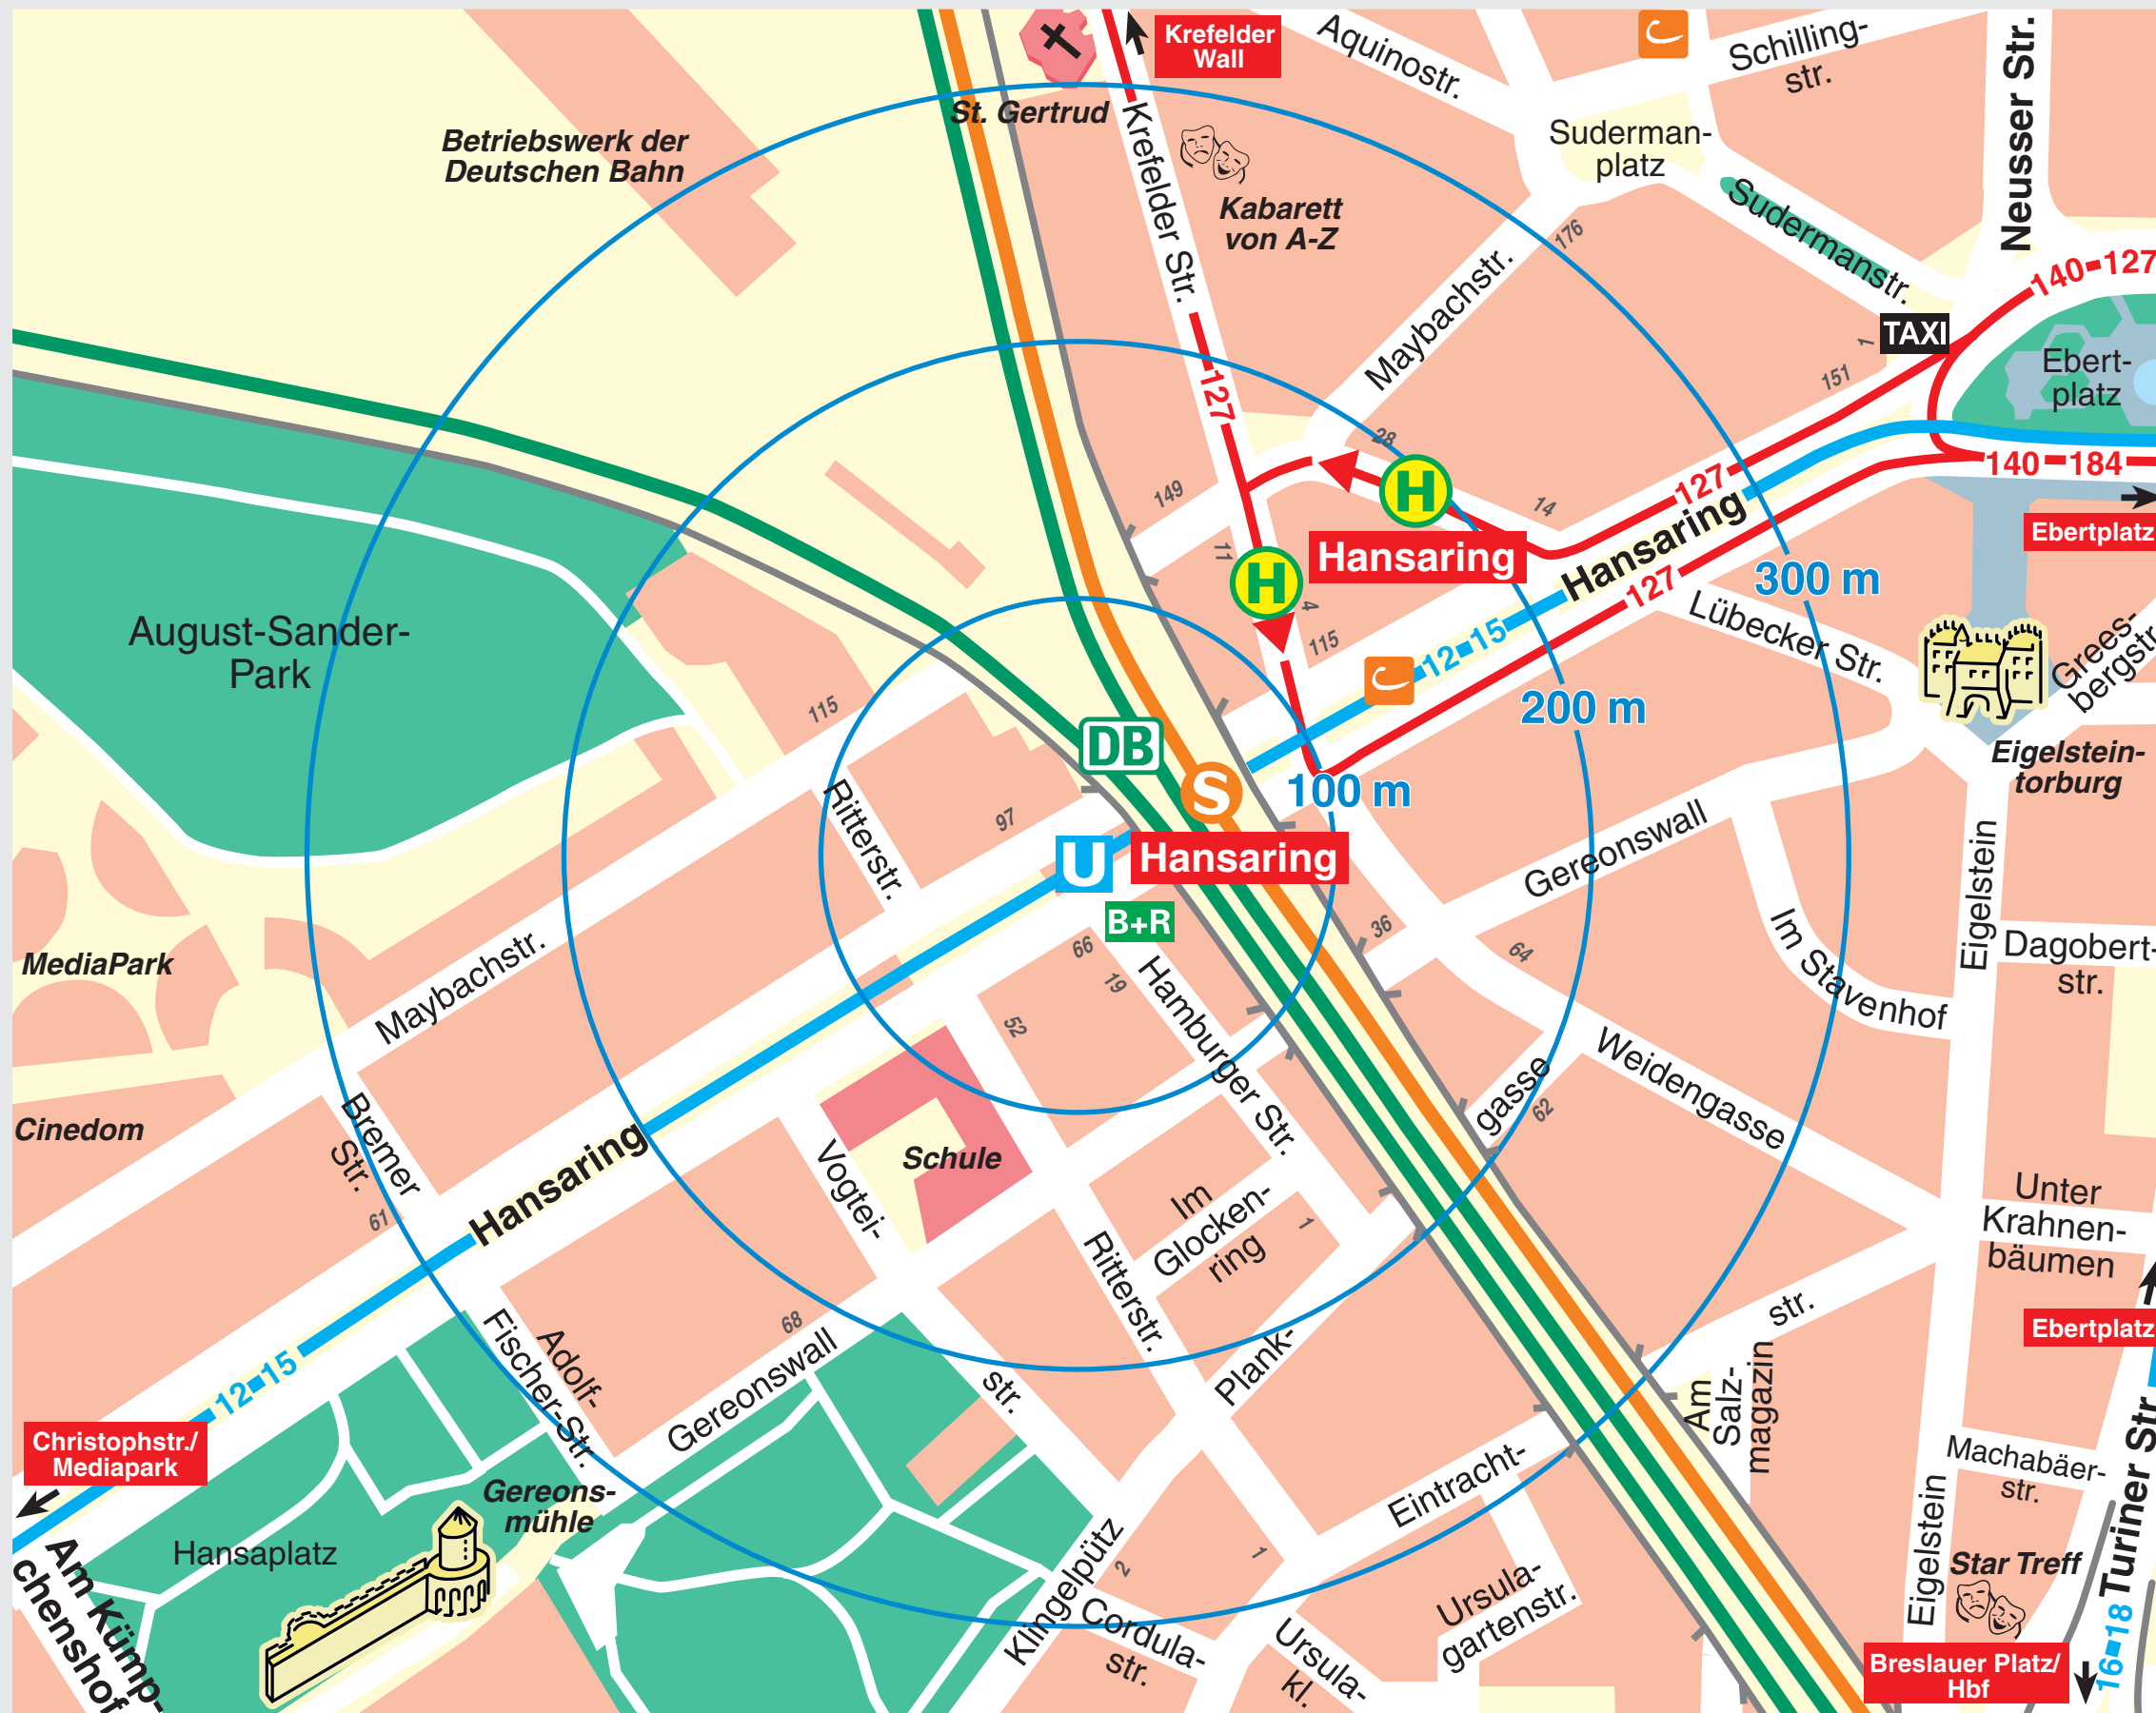 Krefelder
Wall
Aquinostr.
Schilling-
str.
Neusser Str.
St. Gertrud
Betriebswerk der
Deutschen Bahn
Krefelder Str.
Kabarett
von A-Z
Suderman-
platz
Sudermanstr.
176
Maybachstr.
140-127
TAXI
1
151
Ebert-
platz
127
28
H
149
14
127
140-184
Ebertplatz
Hansaring
Hansaring
11
H
4
115
127
300 m
12-15
Lübecker Str.
Grees-
bergstr.
August-Sander-
Park
115
200 m
DB
S
100 m
Eigelstein-
torburg
Ritterstr.
97
U
Hansaring
B+R
Gereonswall
Eigelstein
66
19
36
64
Im Stavenhof
Dagobert-
str.
MediaPark
Maybachstr.
52
Hamburger Str.
Weidengasse
gasse
62
Cinedom
Bremer
Str.
61
Hansaring
Vogtei-
Schule
Im
Glocken-
ring
1
Unter
Krahnen-
bäumen
Ritterstr.
68
str.
Ebertplatz
12-15
Adolf-
Fischer-Str.
Gereonswall
str.
Plank-
Am
Salz-
magazin
Christophstr./
Mediapark
Eintracht-
Machabäer-
str.
Turiner Str.
Gereons-
mühle
Hansaplatz
Am Kümp-
chenshof
Klingelpütz
2
1
Cordula-
str.
Ursula-
gartenstr.
Ursula-
kl.
Eigelstein
Star Treff
16-18
Breslauer Platz/
Hbf